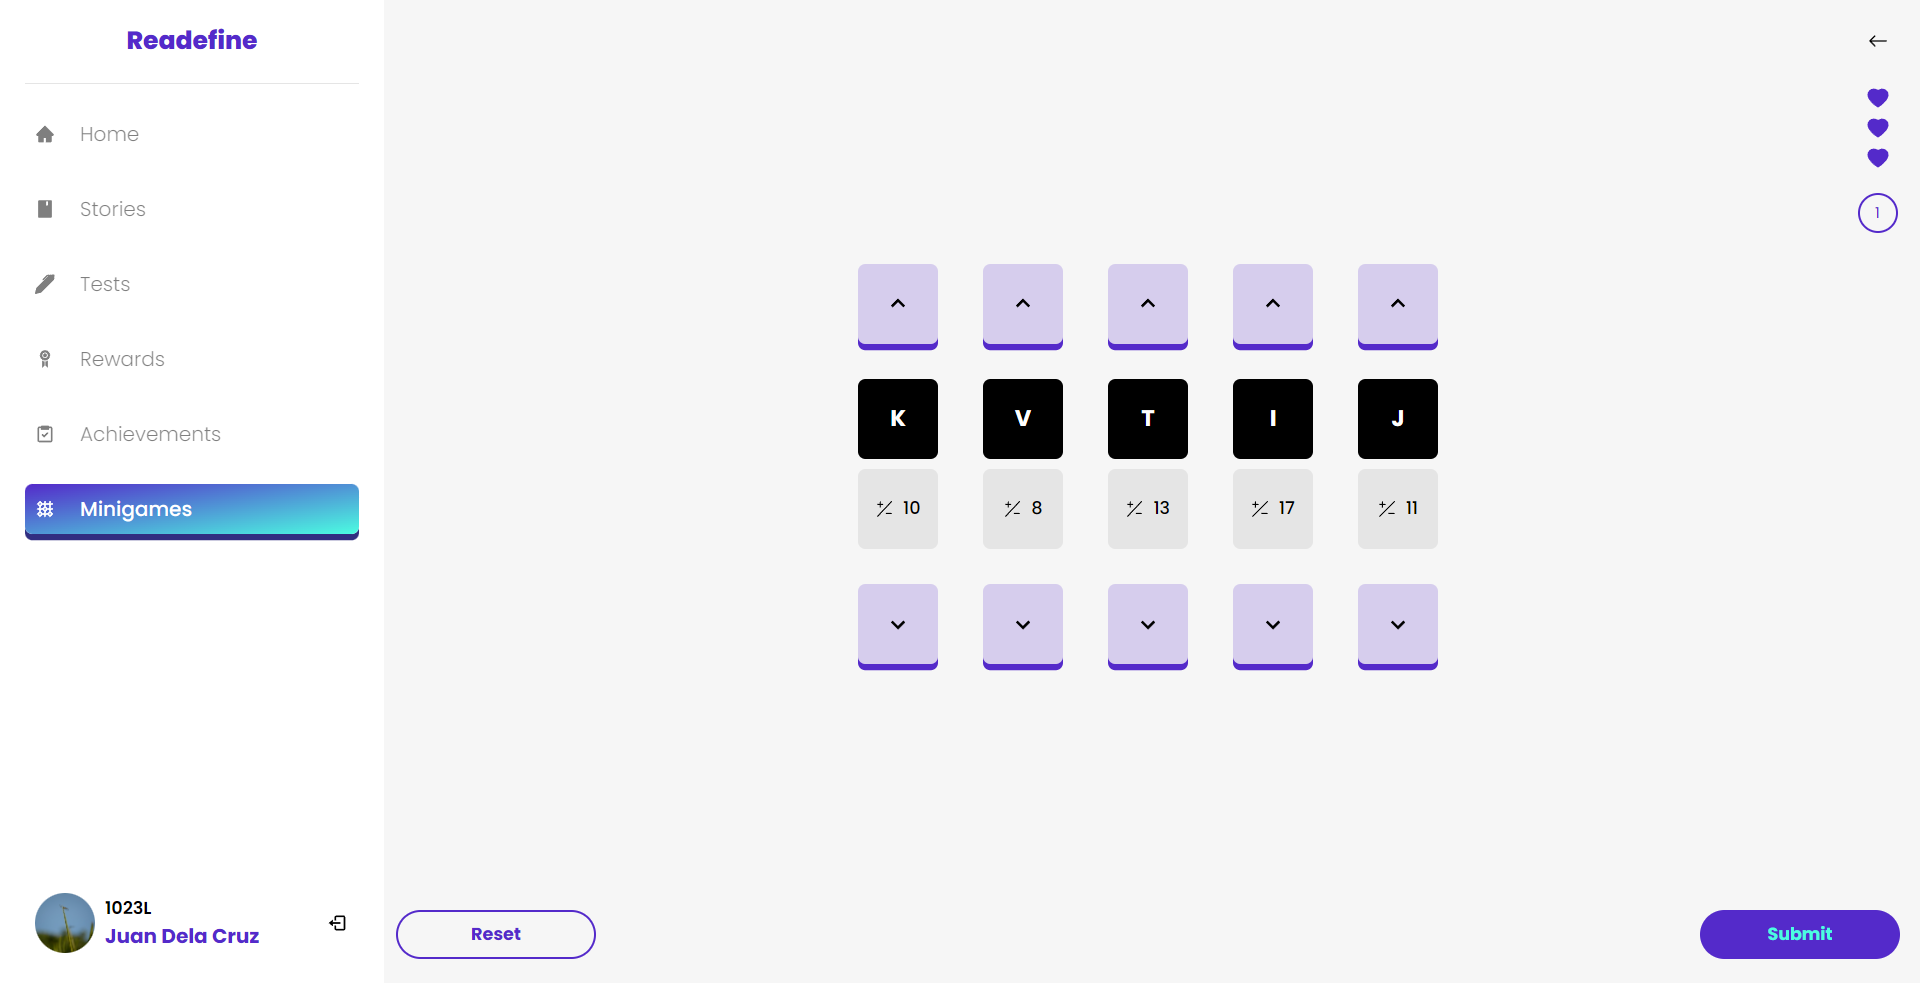 Readefine
Home
Stories
Tests
Rewards
Achievements
Minigames
1023L
Juan Dela Cruz
1
K V T I J
+/- 10 +/- 8 +/- 13 +/- 17 +/- 11
Reset
Submit